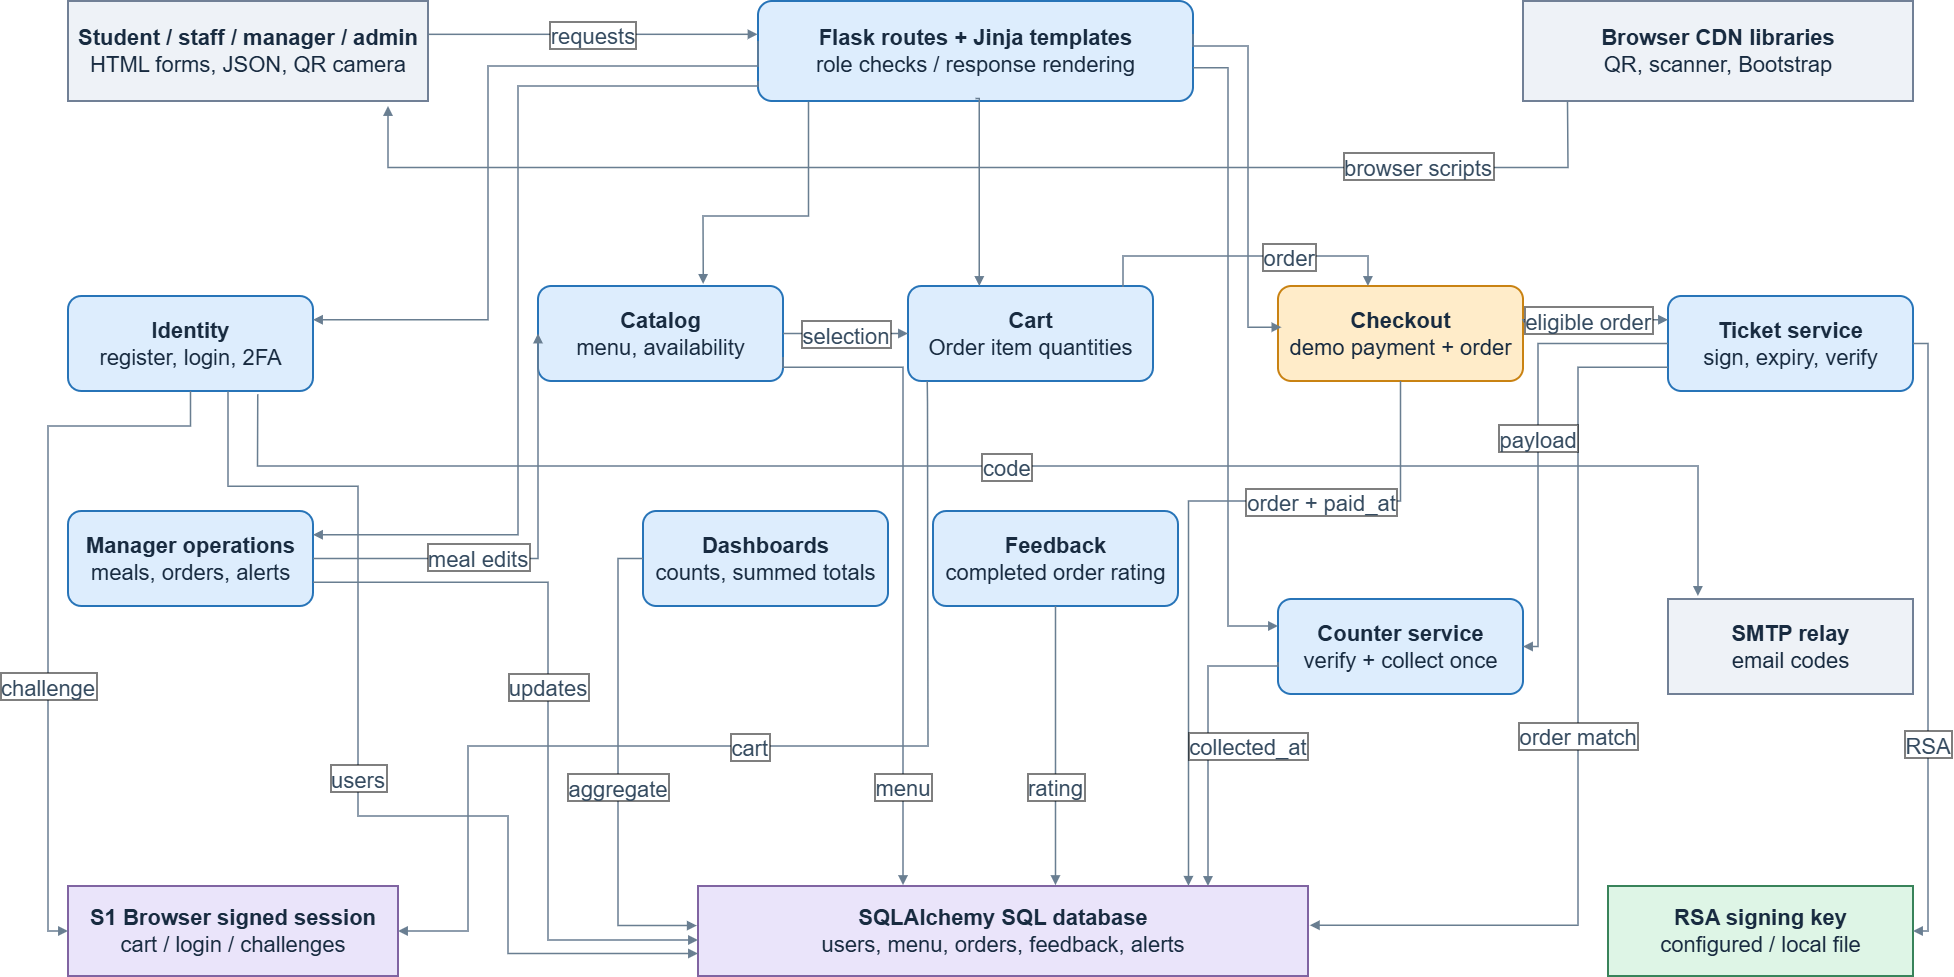 Student / staff / manager / admin
HTML forms, JSON, QR camera
requests
Flask routes + Jinja templates
role checks / response rendering
Browser CDN libraries
QR, scanner, Bootstrap
browser scripts
order
Identity
register, login, 2FA
Catalog
menu, availability
selection
Cart
Order item quantities
Checkout
demo payment + order
eligible order
Ticket service
sign, expiry, verify
payload
code
order + paid_at
Manager operations
meals, orders, alerts
meal edits
Dashboards
counts, summed totals
Feedback
completed order rating
Counter service
verify + collect once
SMTP relay
email codes
challenge
updates
order match
RSA
cart
collected_at
users
aggregate
menu
rating
S1 Browser signed session
cart / login / challenges
SQLAlchemy SQL database
users, menu, orders, feedback, alerts
RSA signing key
configured / local file